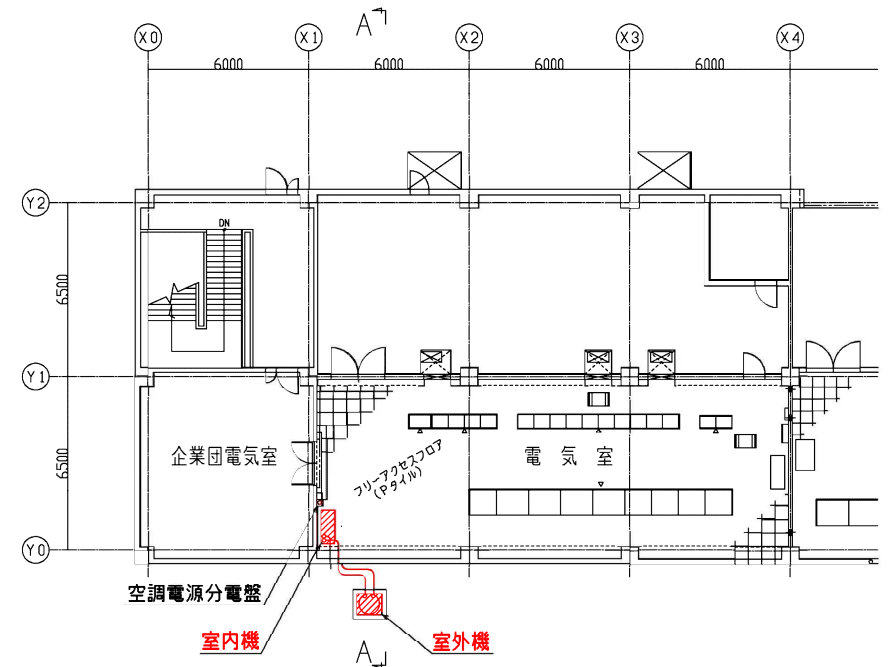 A
X0
X1
X2
X3
X4
6000
6000
6000
6000
Y2
DN
6500
Y1
企業団電気室
電気室
フリーアクセスフロア
(Pタイル)
6500
Y0
空調電源分電盤
室内機
室外機
A